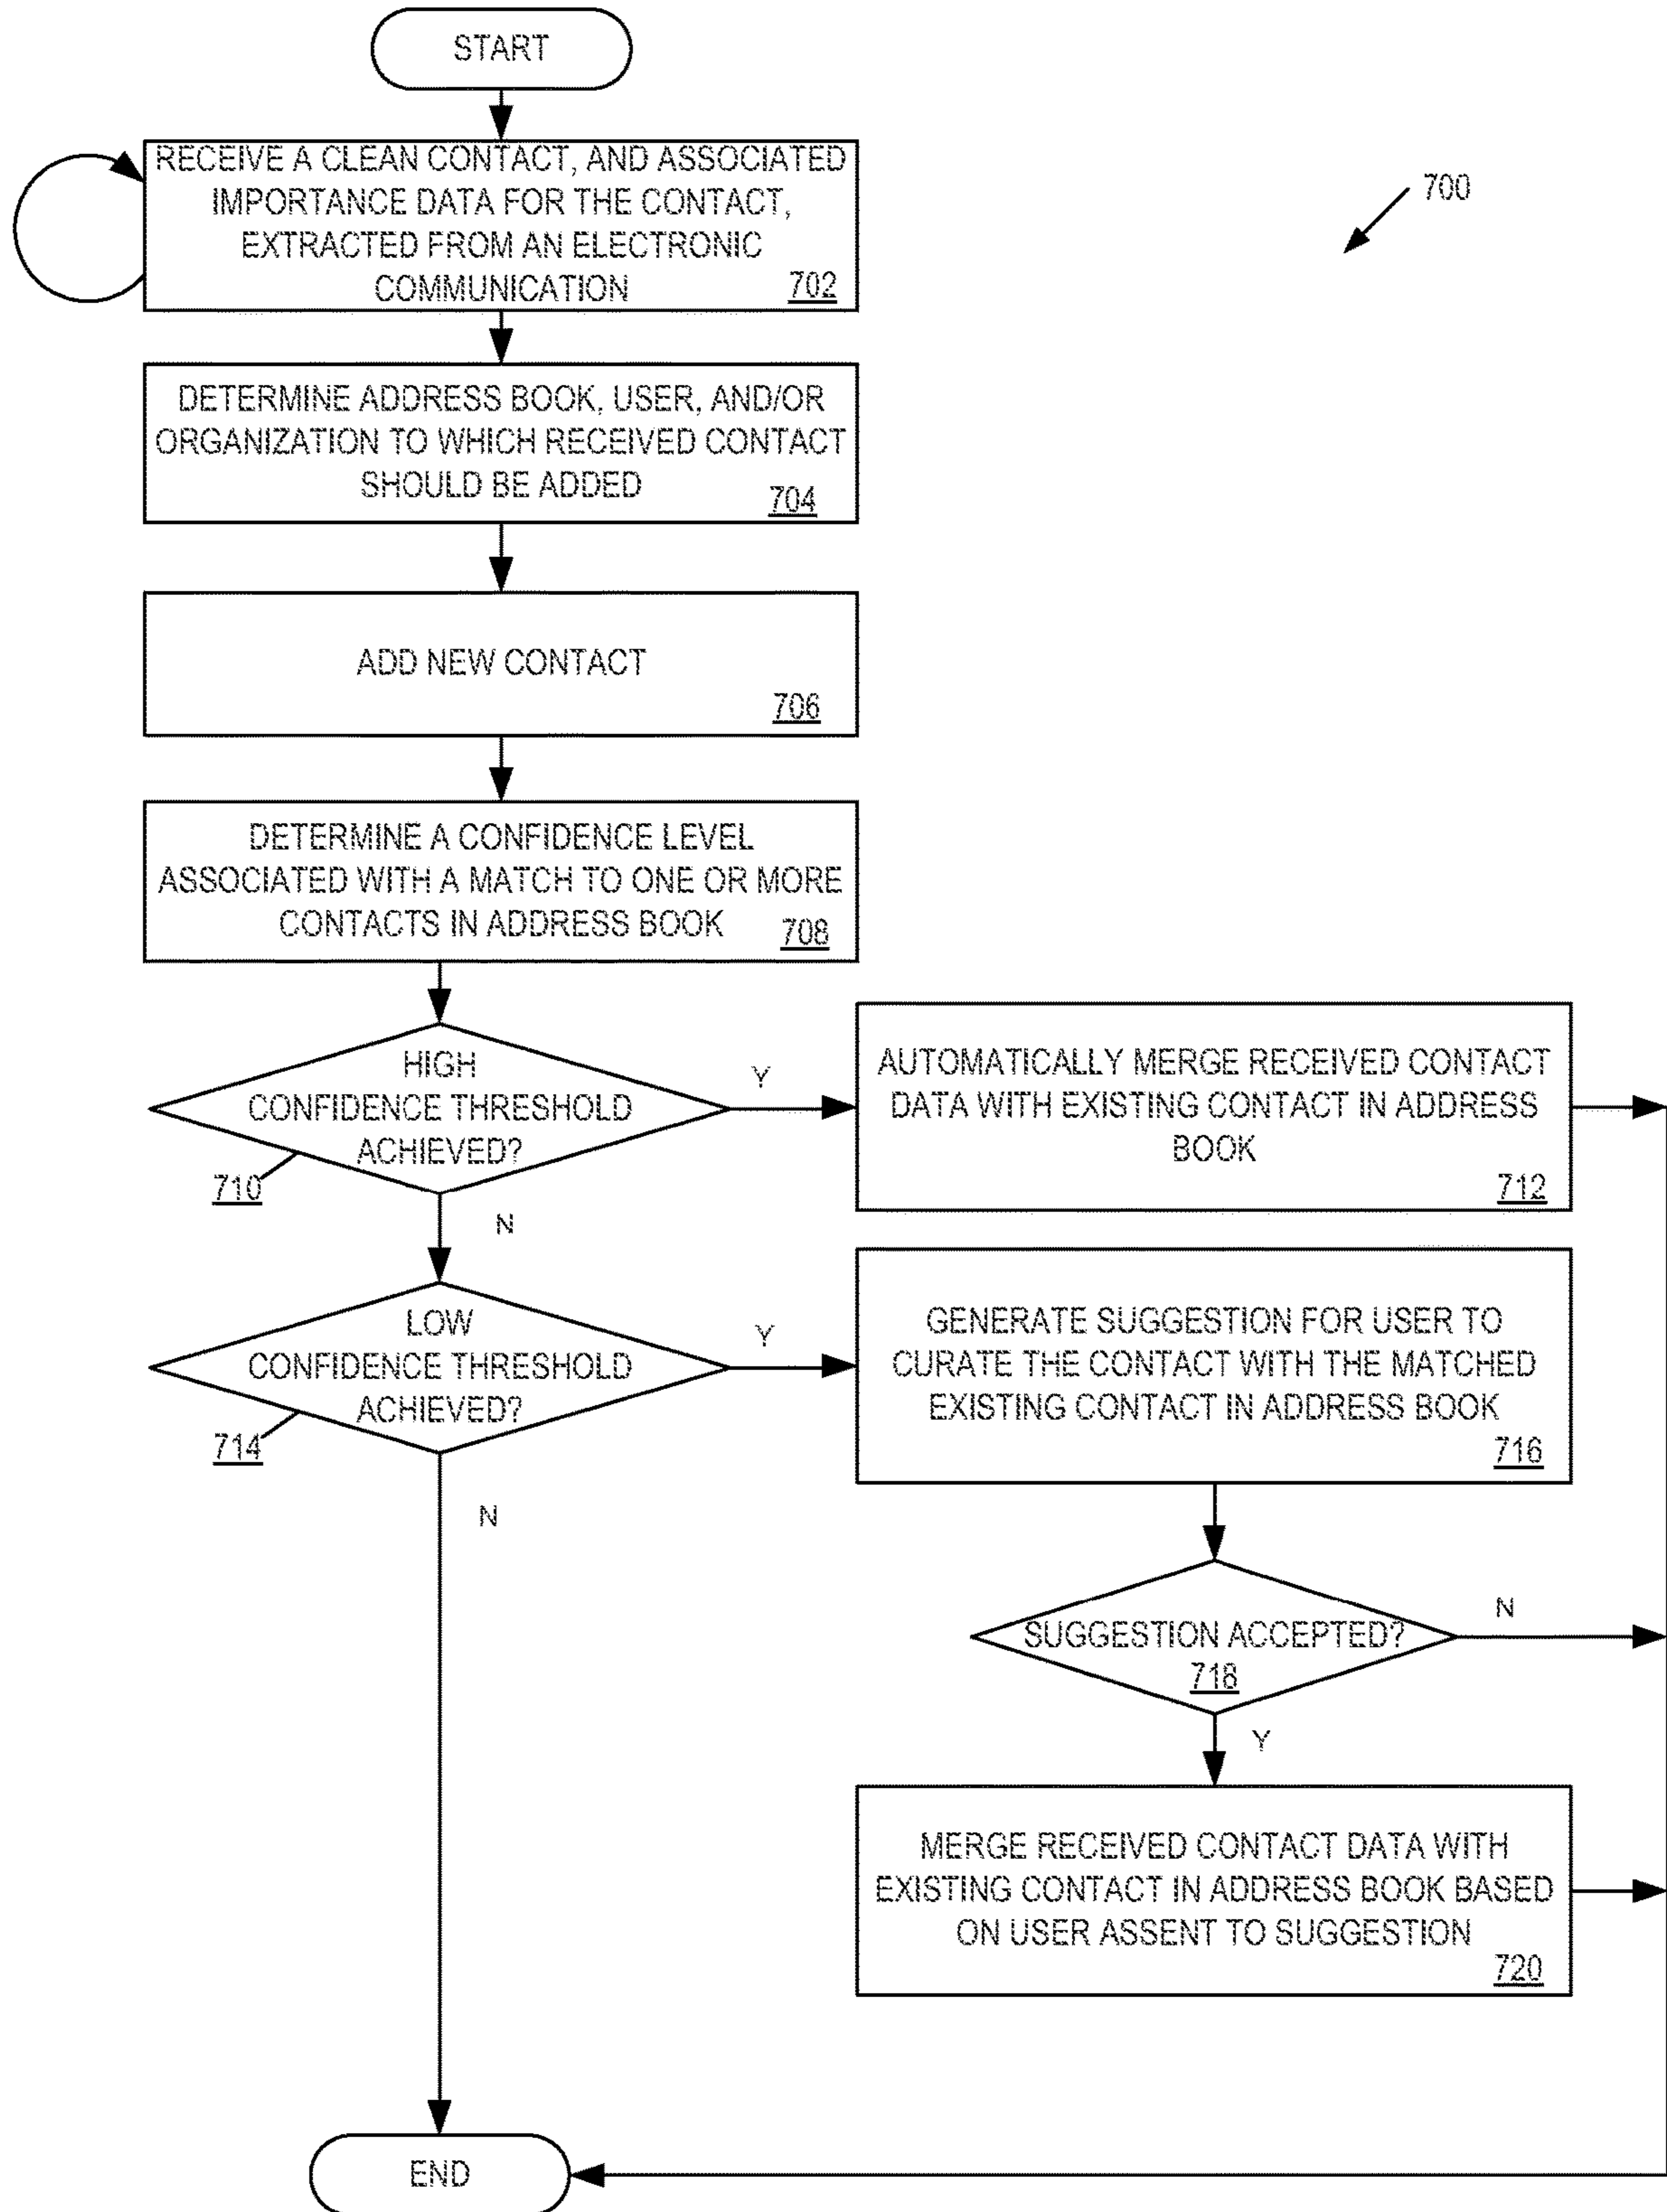 START
RECEIVE A CLEAN CONTACT, AND ASSOCIATED
IMPORTANCE DATA FOR THE CONTACT,
EXTRACTED FROM AN ELECTRONIC
COMMUNICATION
702
700
DETERMINE ADDRESS BOOK, USER, AND/OR
ORGANIZATION TO WHICH RECEIVED CONTACT
SHOULD BE ADDED
704
ADD NEW CONTACT
706
DETERMINE A CONFIDENCE LEVEL
ASSOCIATED WITH A MATCH TO ONE OR MORE
CONTACTS IN ADDRESS BOOK
708
HIGH
CONFIDENCE THRESHOLD
ACHIEVED?
710
Y
N
AUTOMATICALLY MERGE RECEIVED CONTACT
DATA WITH EXISTING CONTACT IN ADDRESS
BOOK
712
LOW
CONFIDENCE THRESHOLD
ACHIEVED?
714
Y
N
GENERATE SUGGESTION FOR USER TO
CURATE THE CONTACT WITH THE MATCHED
EXISTING CONTACT IN ADDRESS BOOK
716
SUGGESTION ACCEPTED?
718
N
Y
MERGE RECEIVED CONTACT DATA WITH
EXISTING CONTACT IN ADDRESS BOOK BASED
ON USER ASSENT TO SUGGESTION
720
END